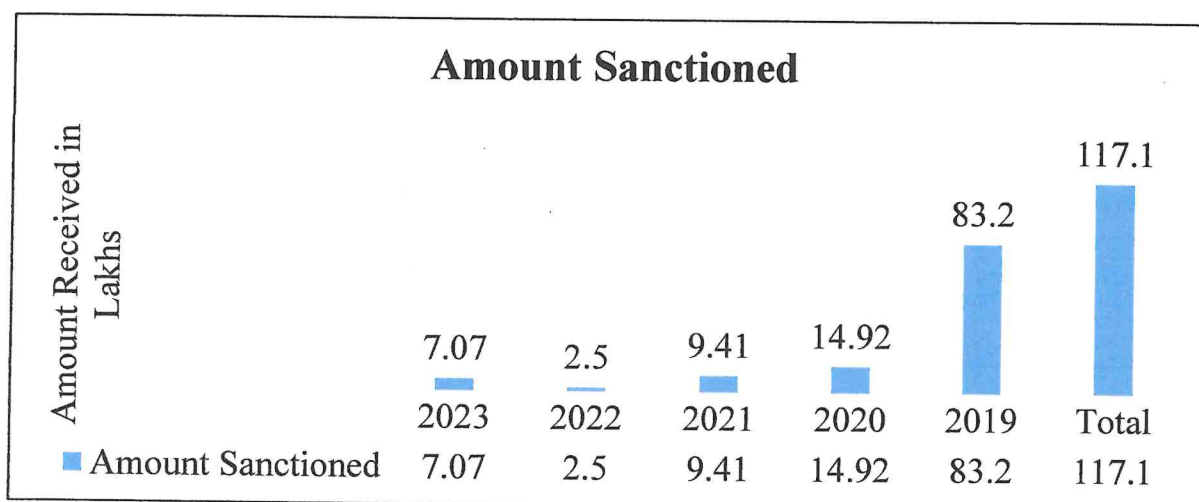 Amount Sanctioned
Amount Received in
Lakhs
7.07
2.5
9.41
14.92
83.2
117.1
2023 2022 2021 2020 2019 Total
Amount Sanctioned 7.07 2.5 9.41 14.92 83.2 117.1